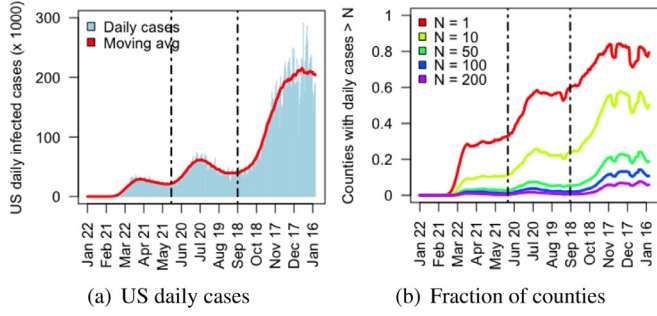 US daily infected cases (x 1000)
300
200
100
0
Daily cases
Moving avg
Jan 22
Feb 21
Mar 22
Apr 21
May 21
Jun 20
Jul 20
Aug 19
Sep 18
Oct 18
Nov 17
Dec 17
Jan 16
(a) US daily cases
Counties with daily cases > N
1
0.8
0.6
0.4
0.2
0
N = 1
N = 10
N = 50
N = 100
N = 200
Jan 22
Feb 21
Mar 22
Apr 21
May 21
Jun 20
Jul 20
Aug 19
Sep 18
Oct 18
Nov 17
Dec 17
Jan 16
(b) Fraction of counties